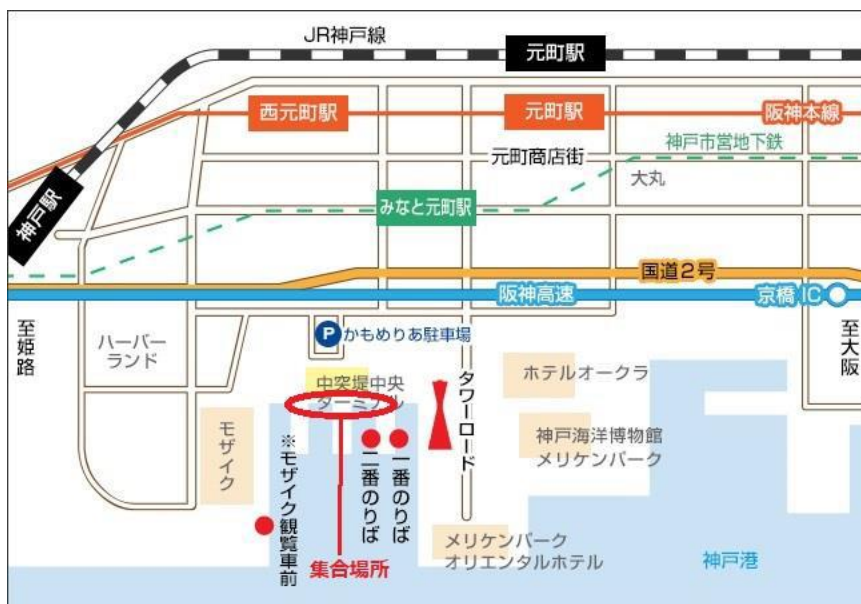 JR神戸線
元町駅
西元町駅
元町駅
阪神本線
神戸市営地下鉄
元町商店街
大丸
神戸駅
みなと元町駅
国道2号
阪神高速
京橋IC
至姫路
ハーバー
ランド
P かもめりあ駐車場
至大阪
中突堤中央
ターミナル
タワーロード
ホテルオークラ
モザイク
神戸海洋博物館
メリケンパーク
※モザイク観覧車前
二番のりば
一番のりば
集合場所
メリケンパーク
オリエンタルホテル
神戸港